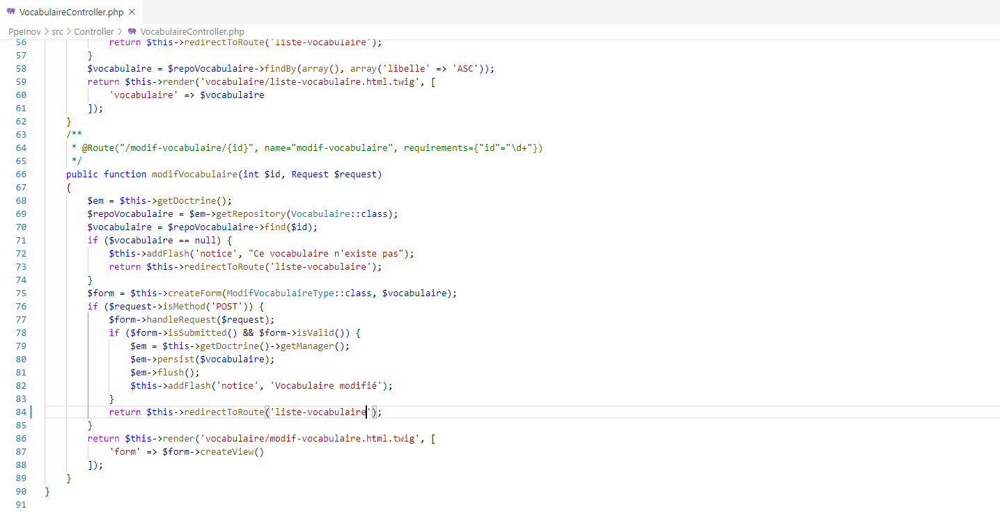 VocabulaireController.php ×
PpeInov > src > Controller > VocabulaireController.php
56             return $this->redirectToRoute('liste-vocabulaire');
57         }
58         $vocabulaire = $repoVocabulaire->findBy(array(), array('libelle' => 'ASC'));
59         return $this->render('vocabulaire/liste-vocabulaire.html.twig', [
60             'vocabulaire' => $vocabulaire
61         ]);
62     }
63     /**
64      * @Route("/modif-vocabulaire/{id}", name="modif-vocabulaire", requirements={"id"="\d+"})
65      */
66     public function modifVocabulaire(int $id, Request $request)
67     {
68         $em = $this->getDoctrine();
69         $repoVocabulaire = $em->getRepository(Vocabulaire::class);
70         $vocabulaire = $repoVocabulaire->find($id);
71         if ($vocabulaire == null) {
72             $this->addFlash('notice', "Ce vocabulaire n'existe pas");
73             return $this->redirectToRoute('liste-vocabulaire');
74         }
75         $form = $this->createForm(ModifVocabulaireType::class, $vocabulaire);
76         if ($request->isMethod('POST')) {
77             $form->handleRequest($request);
78             if ($form->isSubmitted() && $form->isValid()) {
79                 $em = $this->getDoctrine()->getManager();
80                 $em->persist($vocabulaire);
81                 $em->flush();
82                 $this->addFlash('notice', 'Vocabulaire modifié');
83             }
84             return $this->redirectToRoute('liste-vocabulaire');
85         }
86         return $this->render('vocabulaire/modif-vocabulaire.html.twig', [
87             'form' => $form->createView()
88         ]);
89     }
90 }
91